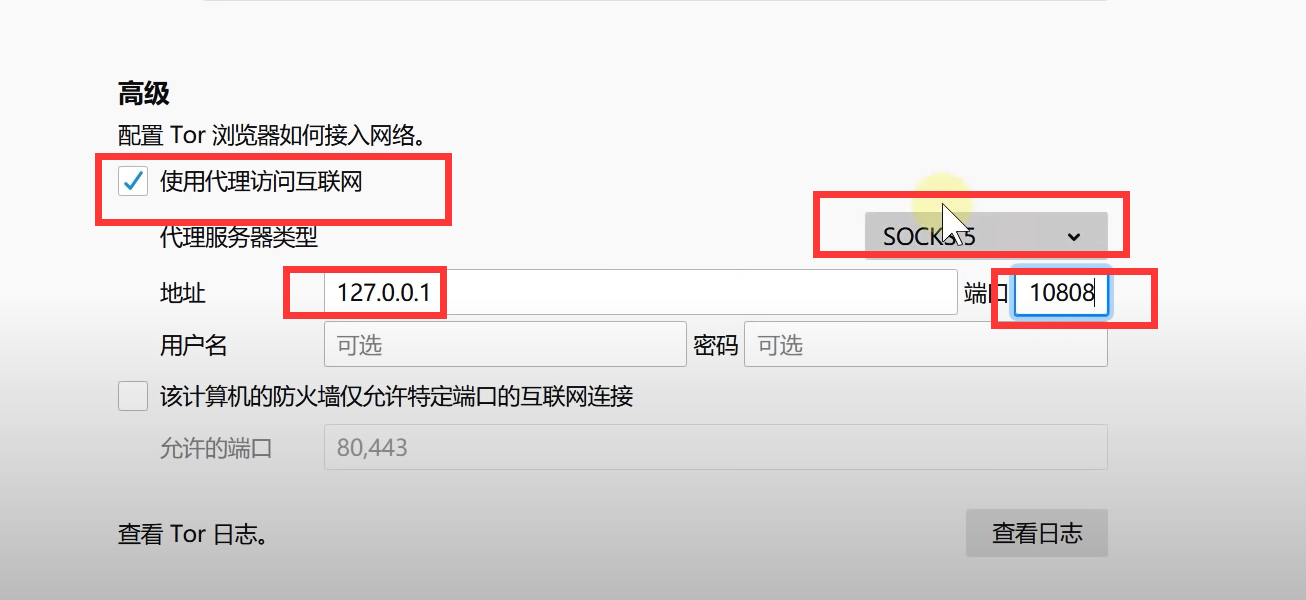 高级
配置 Tor 浏览器如何接入网络。
使用代理访问互联网
代理服务器类型 SOCKS5
地址 127.0.0.1 端口 10808
用户名 可选 密码 可选
该计算机的防火墙仅允许特定端口的互联网连接
允许的端口 80,443
查看 Tor 日志。 查看日志